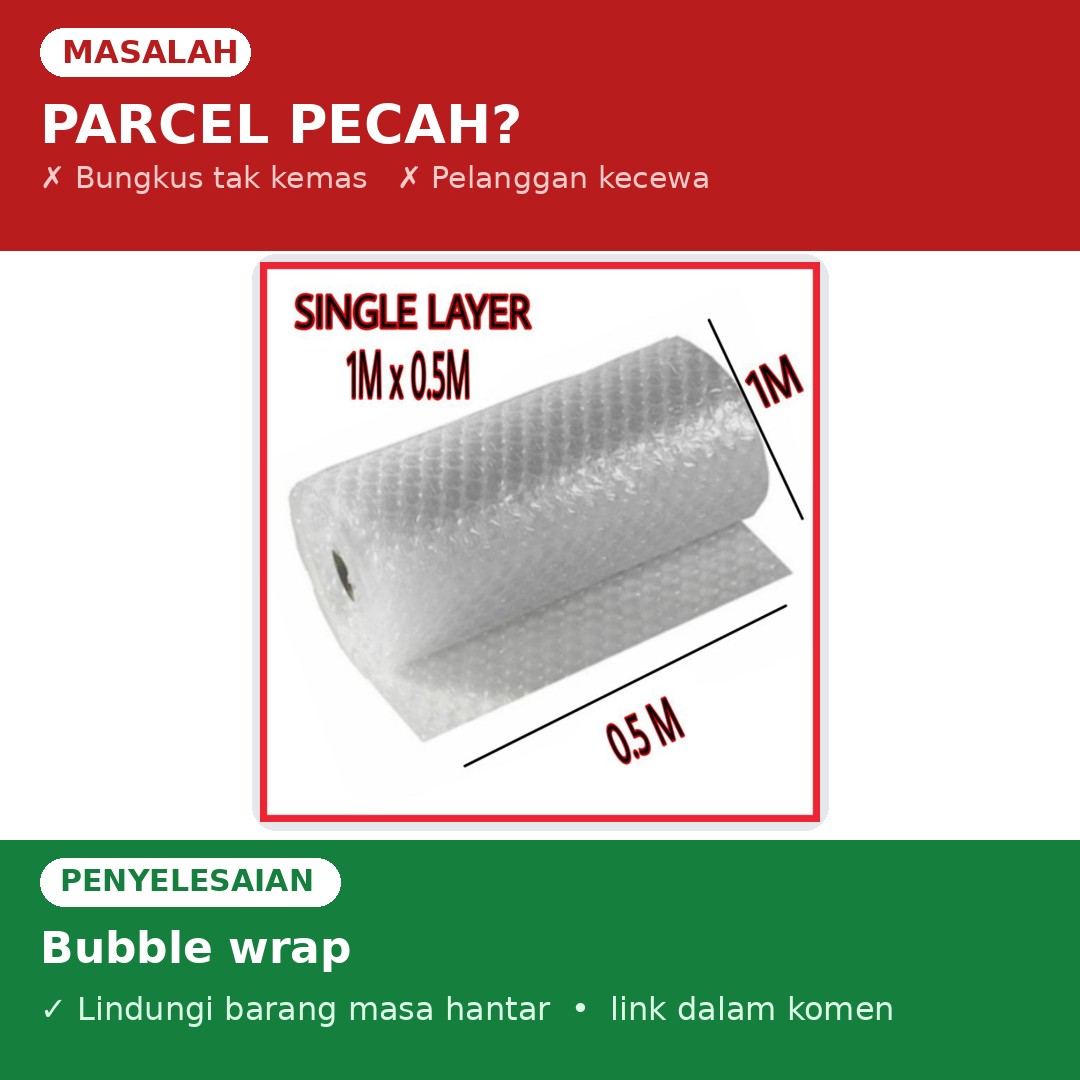 MASALAH
PARCEL PECAH?
✗ Bungkus tak kemas ✗ Pelanggan kecewa
SINGLE LAYER
1M x 0.5M
1M
0.5 M
PENYELESAIAN
Bubble wrap
✓ Lindungi barang masa hantar • link dalam komen